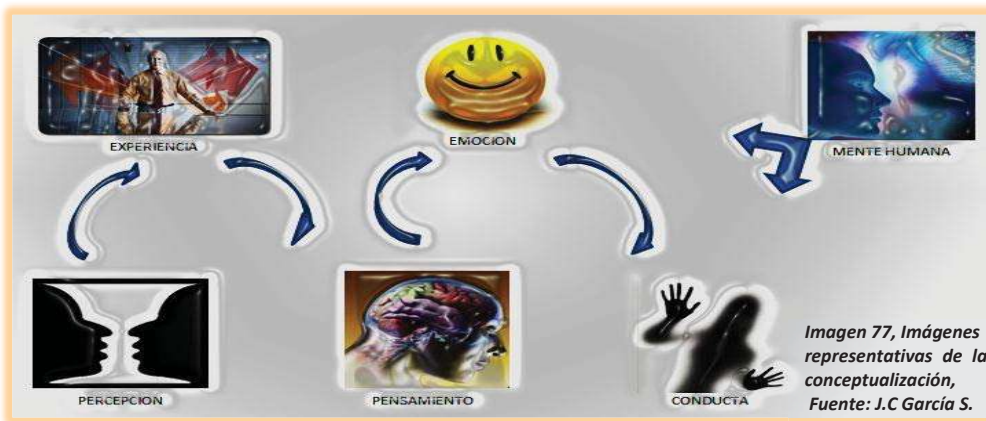 EXPERIENCIA
EMOCION
MENTE HUMANA
PERCEPCION
PENSAMIENTO
CONDUCTA
Imagen 77, Imágenes
representativas de la
conceptualización,
Fuente: J.C García S.